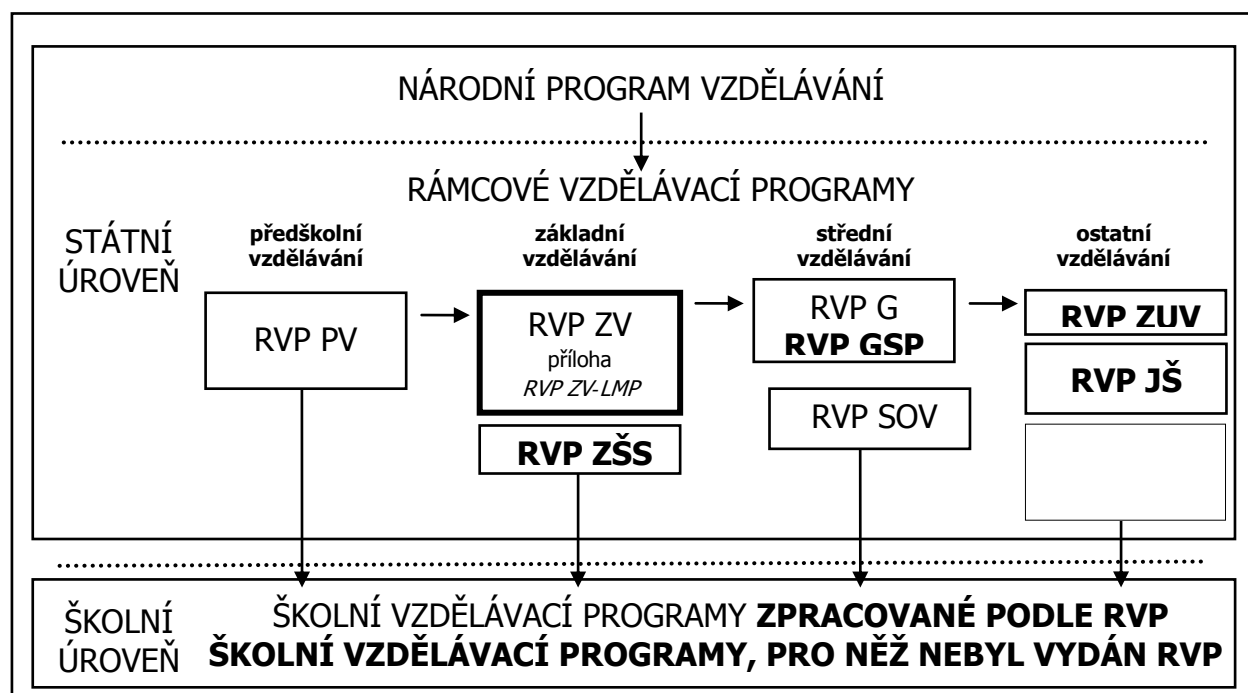 NÁRODNÍ PROGRAM VZDĚLÁVÁNÍ
RÁMCOVÉ VZDĚLÁVACÍ PROGRAMY
STÁTNÍ
ÚROVEŇ
předškolní
vzdělávání
základní
vzdělávání
střední
vzdělávání
ostatní
vzdělávání
RVP PV
RVP ZV
příloha
RVP ZV-LMP
RVP ZŠS
RVP G
RVP GSP
RVP SOV
RVP ZUV
RVP JŠ
ŠKOLNÍ
ÚROVEŇ
ŠKOLNÍ VZDĚLÁVACÍ PROGRAMY ZPRACOVANÉ PODLE RVP
ŠKOLNÍ VZDĚLÁVACÍ PROGRAMY, PRO NĚŽ NEBYL VYDÁN RVP